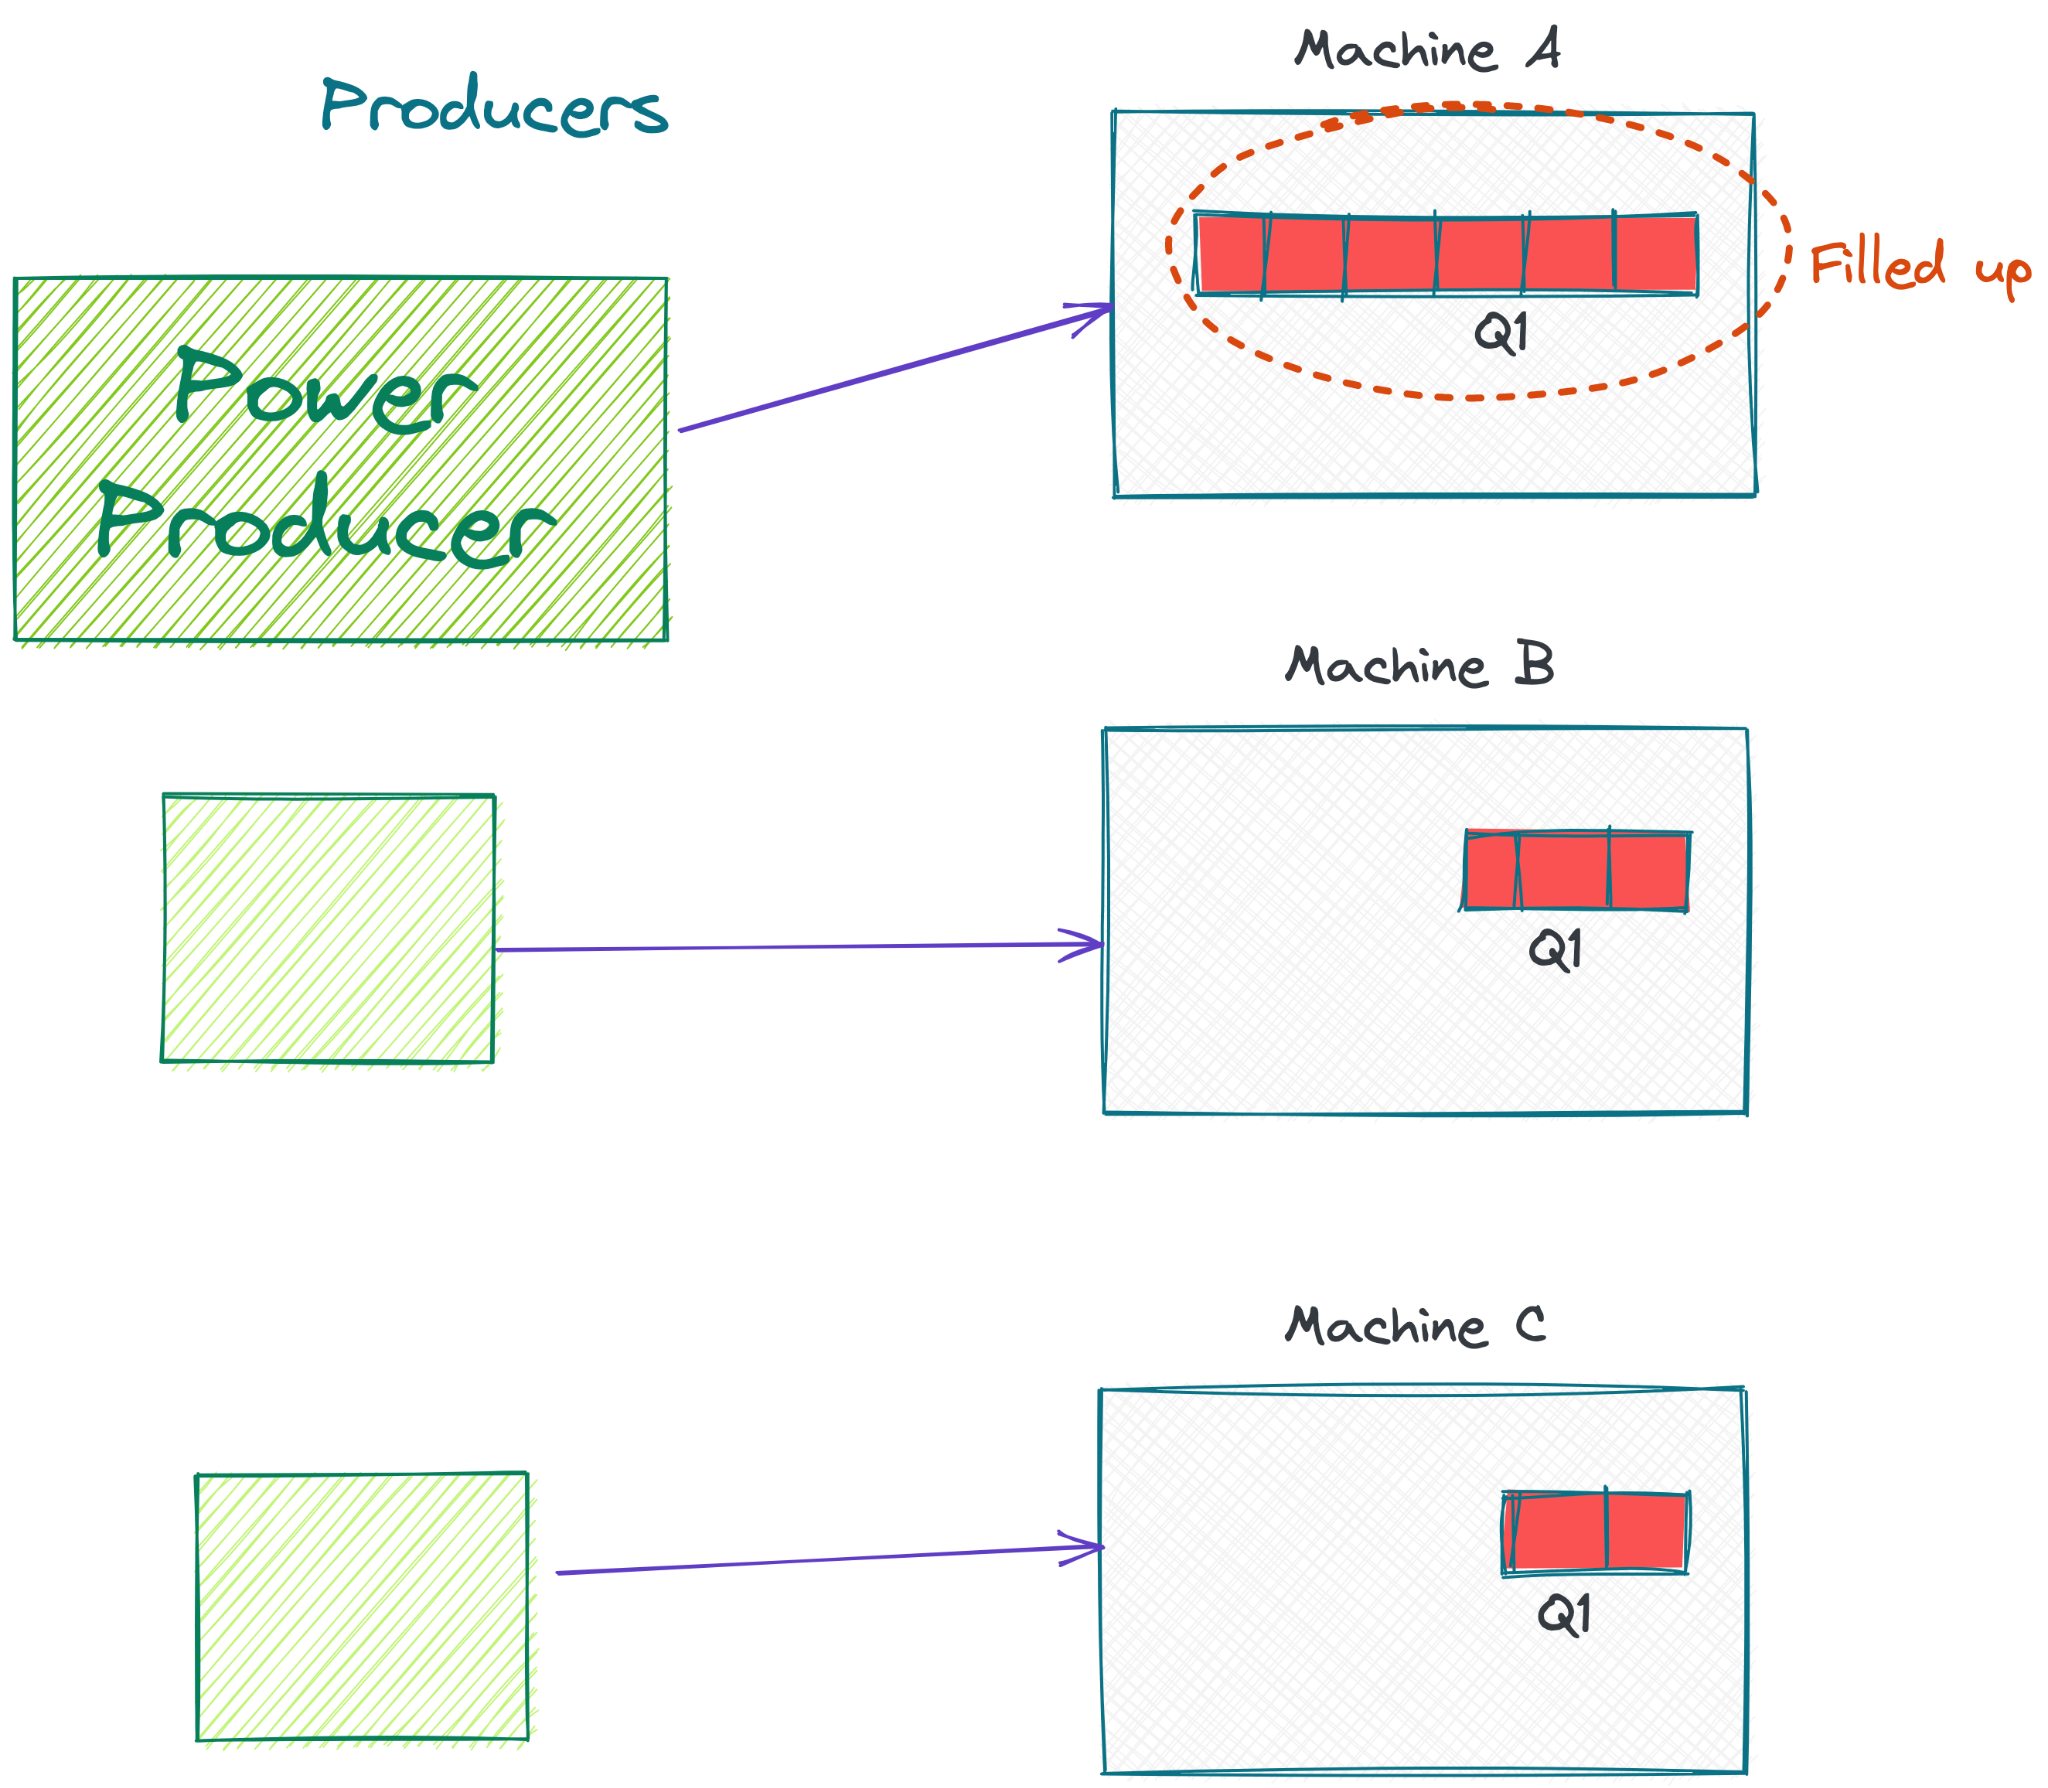 Producers
Machine A
Power
Producer
Q1
Filled up
Machine B
Q1
Machine C
Q1